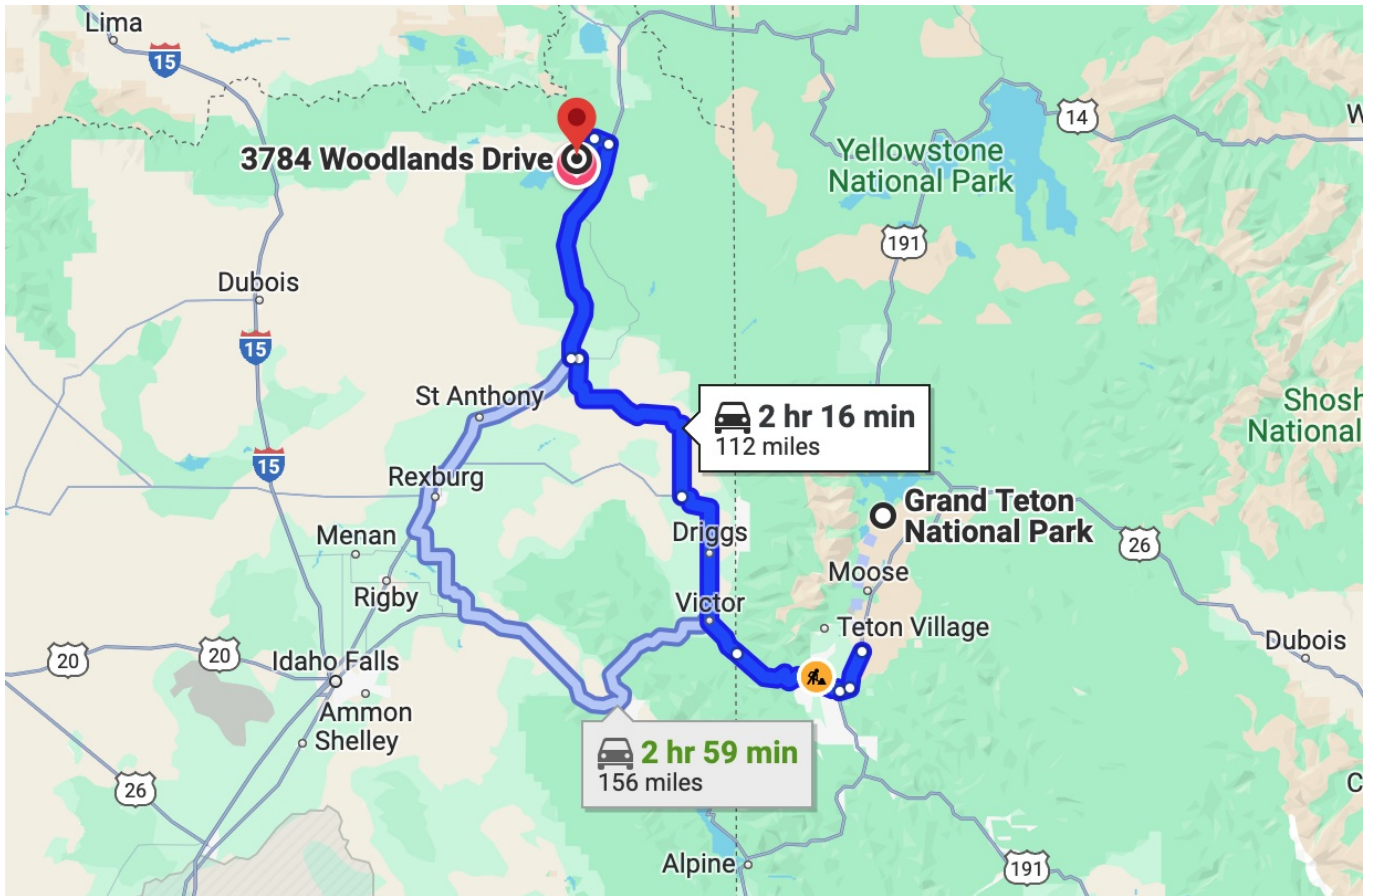 Lima
15
14
W
3784 Woodlands Drive
Yellowstone
National Park
191
Dubois
15
St Anthony
2 hr 16 min
112 miles
Shosh
National
15
Rexburg
Grand Teton
National Park
Menan
Driggs
26
Moose
Rigby
Victor
Teton Village
Dubois
20
20
Idaho Falls
Ammon
Shelley
2 hr 59 min
156 miles
26
C
Alpine
191